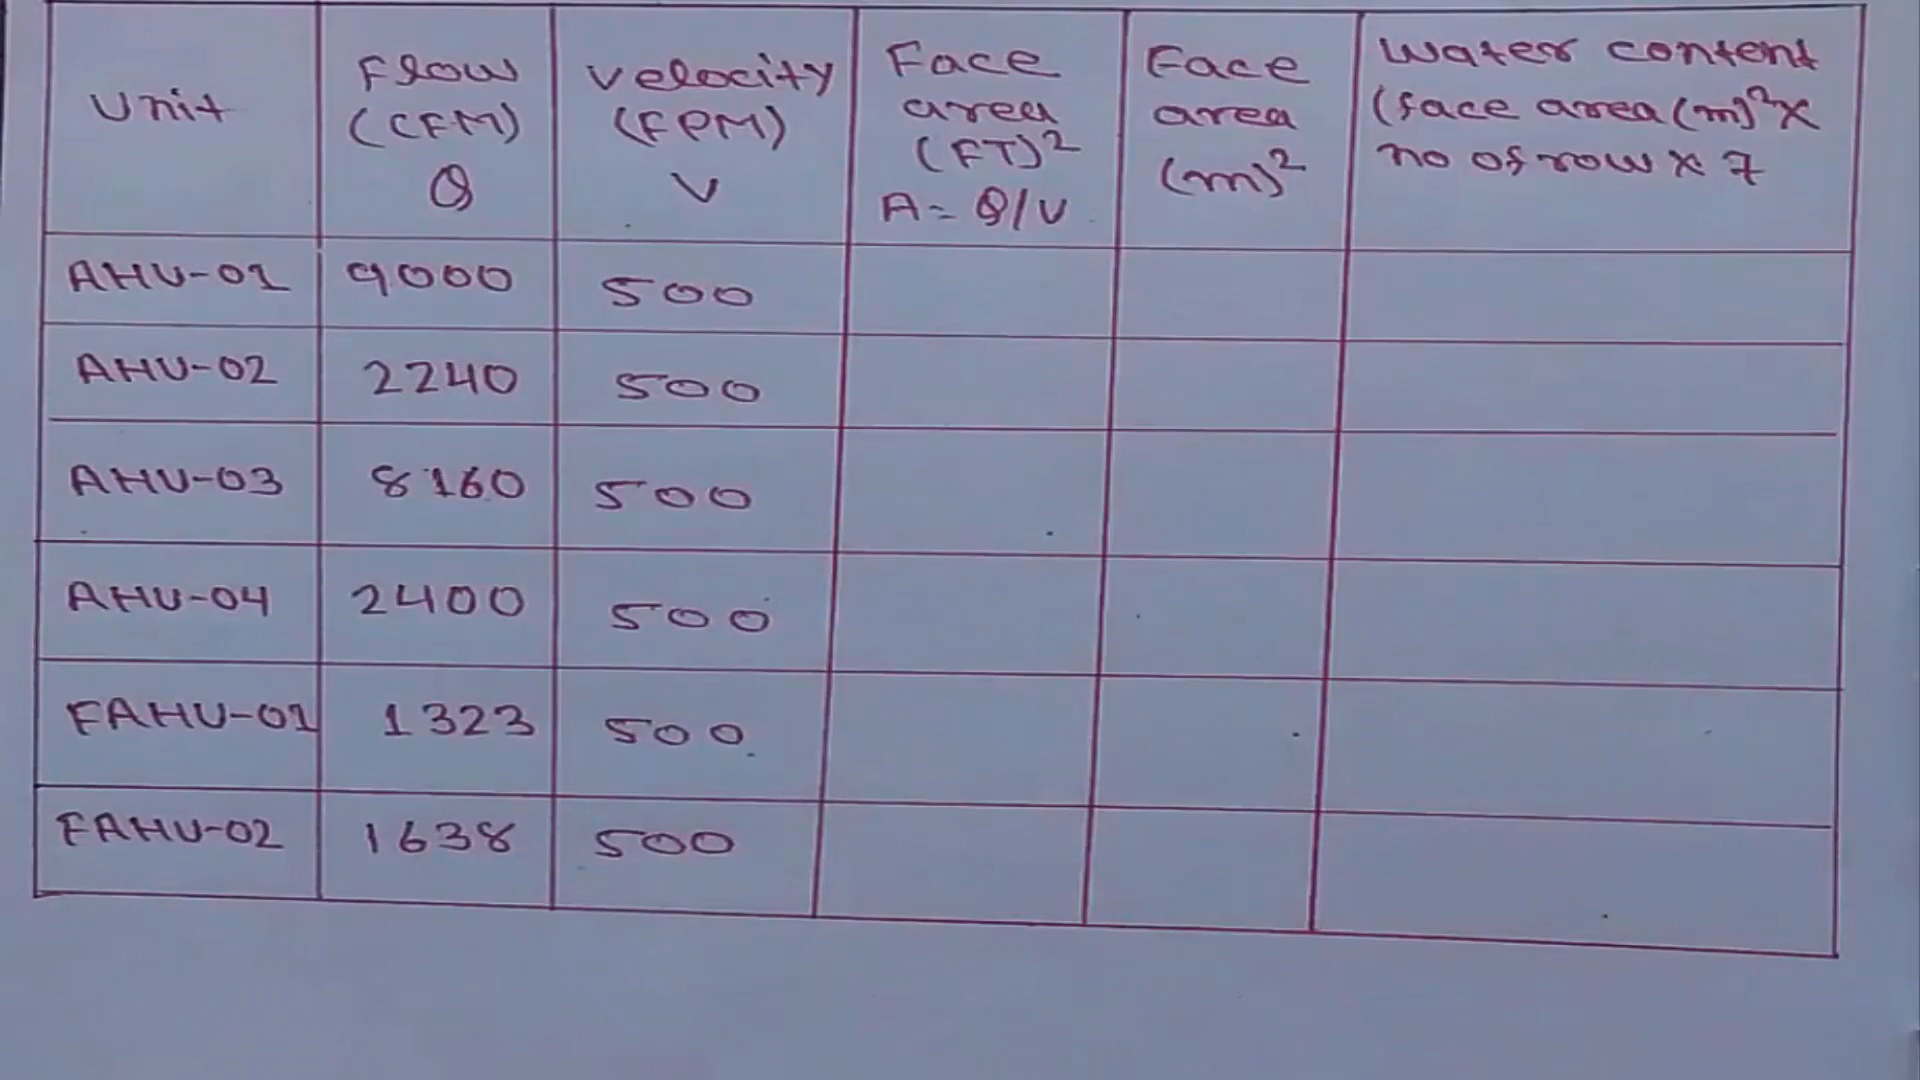 Unit
Flow
(CFM)
Q
Velocity
(FPM)
V
Face
area
(FT)²
A = Q/V
Face
area
(m)²
Water content
(face area (m)² x
no of row x 7
AHU-01 9000 500
AHU-02 2240 500
AHU-03 8160 500
AHU-04 2400 500
FAHU-01 1323 500
FAHU-02 1638 500